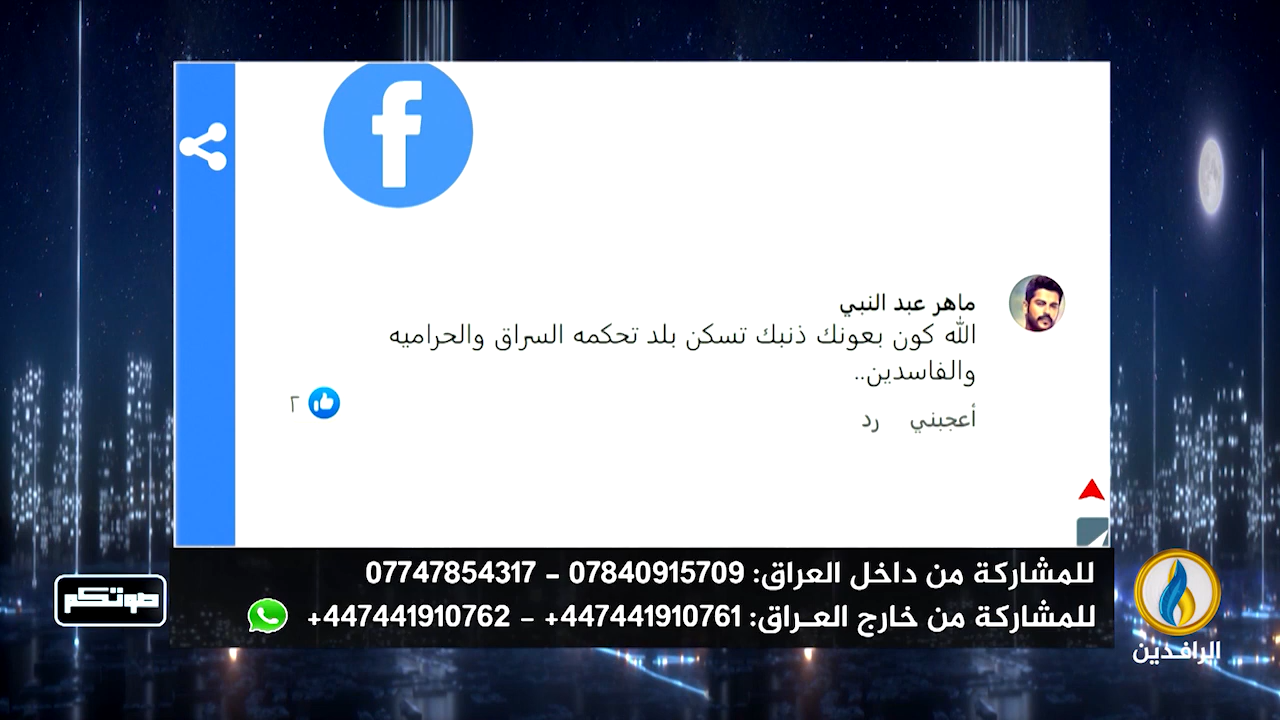 ماهر عبد النبي
الله كون بعونك ذنبك تسكن بلد تحكمه السراق والحراميه
والفاسدين..
أعجبني رد
٢
للمشاركة من داخل العراق: 07840915709 – 07747854317
للمشاركة من خارج العـراق: 447441910761+ – 447441910762+
صوتكم
الرافدين